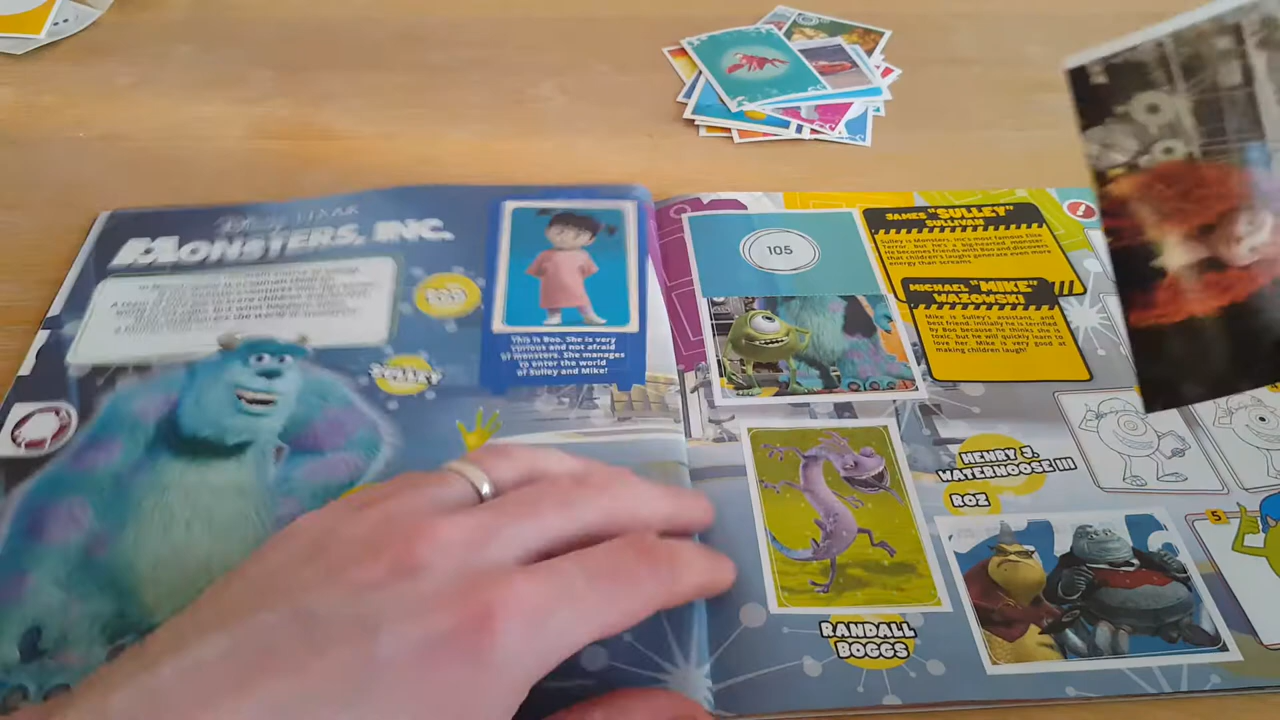 Disney PIXAR
MONSTERS, INC.
BOO
SULLEY
This is Boo. She is very
curious and not afraid
of monsters. She manages
to enter the world
of Sulley and Mike!
105
JAMES "SULLEY"
SULLIVAN
Sulley is Monsters, Inc's most famous Elite
Terror, but he's a big-hearted monster.
He becomes friends with Boo and discovers
that children's laughs generate even more
energy than screams.
MICHAEL "MIKE"
WAZOWSKI
Mike is Sulley's assistant, and
best friend. Initially he is terrified
by Boo because he thinks she is
toxic, but he will quickly learn to
love her. Mike is very good at
making children laugh!
HENRY J.
WATERNOOSE III
ROZ
5
RANDALL
BOGGS